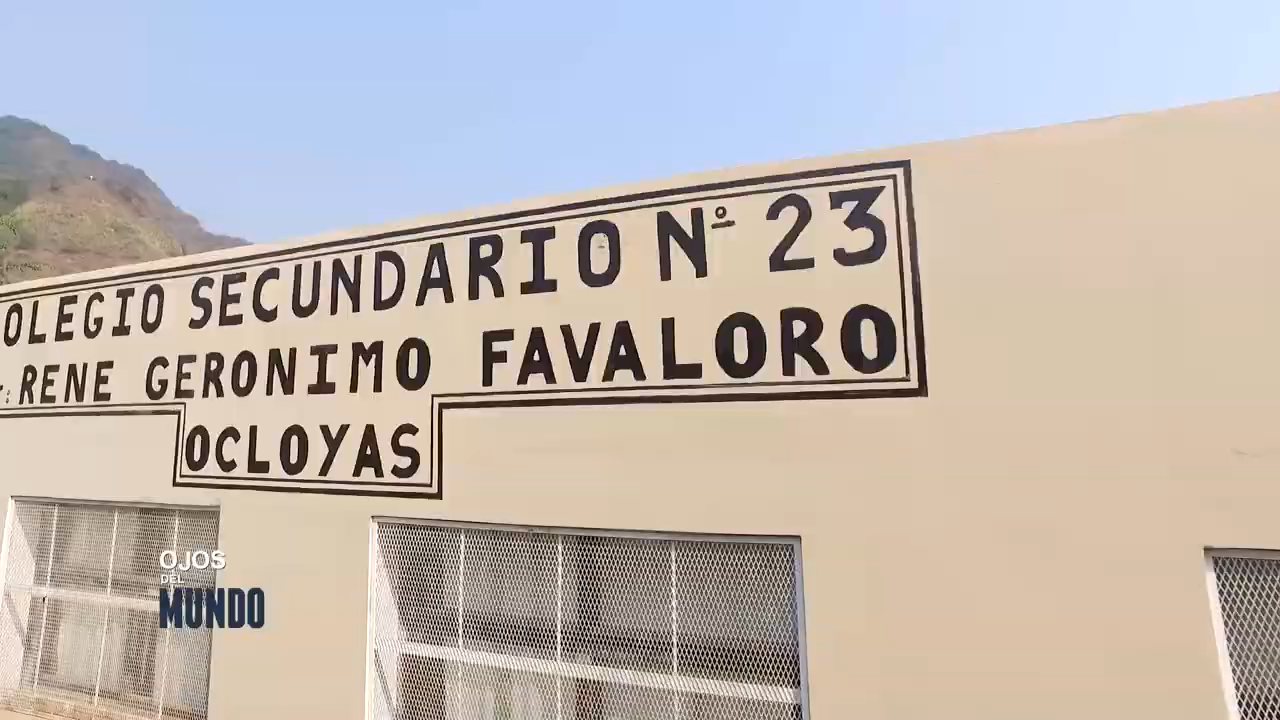 OLEGIO SECUNDARIO Nº 23
r. RENE GERONIMO FAVALORO
OCLOYAS
OJOS
DEL
MUNDO